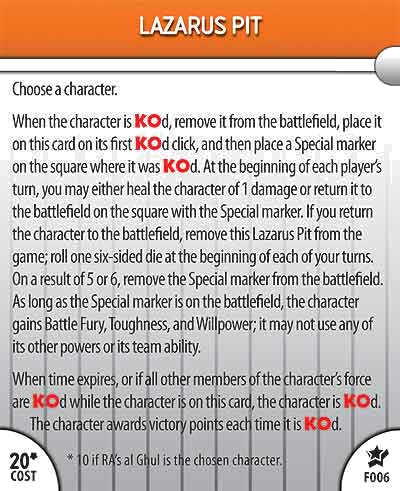 LAZARUS PIT
Choose a character.
When the character is KOd, remove it from the battlefield, place it
on this card on its first KOd click, and then place a Special marker
on the square where it was KOd. At the beginning of each player's
turn, you may either heal the character of 1 damage or return it to
the battlefield on the square with the Special marker. If you return
the character to the battlefield, remove this Lazarus Pit from the
game; roll one six-sided die at the beginning of each of your turns.
On a result of 5 or 6, remove the Special marker from the battlefield.
As long as the Special marker is on the battlefield, the character
gains Battle Fury, Toughness, and Willpower; it may not use any of
its other powers or its team ability.
When time expires, or if all other members of the character's force
are KOd while the character is on this card, the character is KOd.
The character awards victory points each time it is KOd.
20*
COST
* 10 if RA's al Ghul is the chosen character.
F006